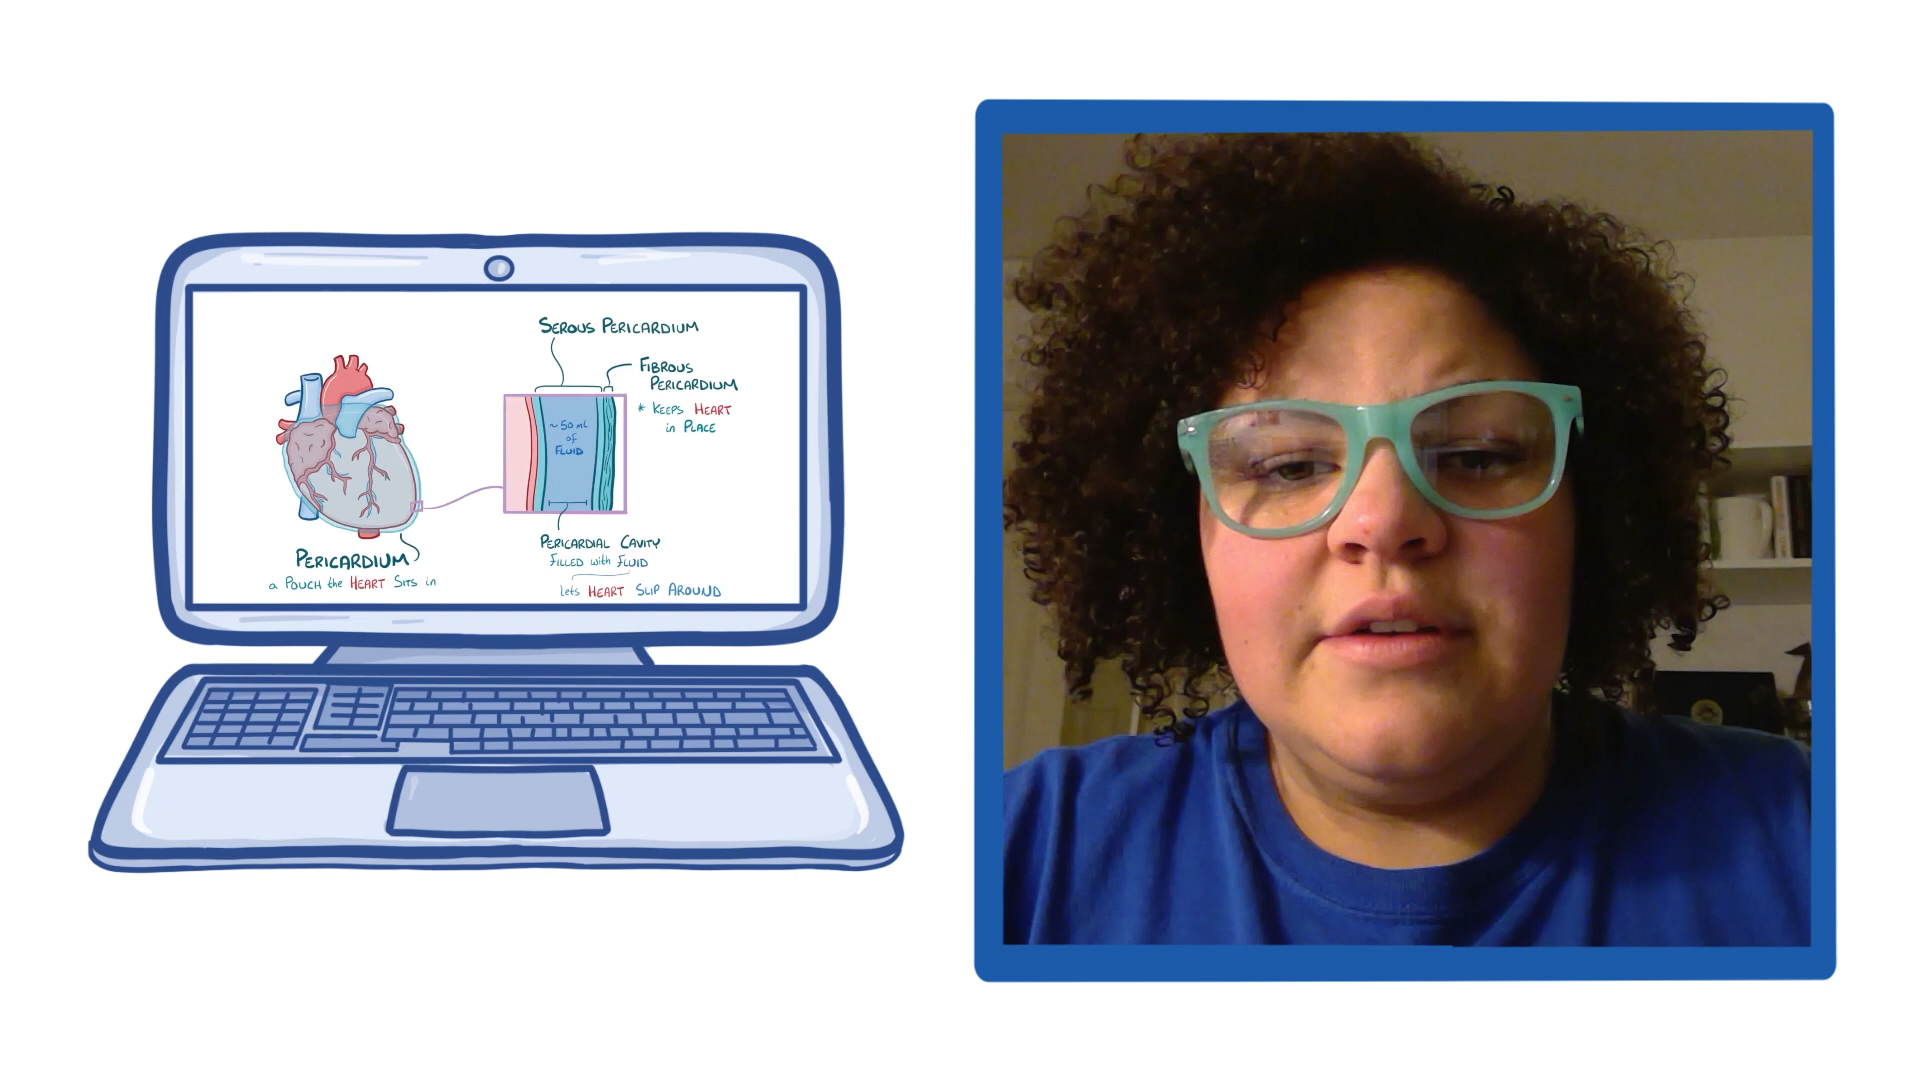 SEROUS PERICARDIUM
FIBROUS
PERICARDIUM
* KEEPS HEART
in PLACE
~50 mL
of
FLUID
PERICARDIAL CAVITY
FILLED with FLUID
lets HEART SLIP AROUND
PERICARDIUM
a POUCH the HEART SITS in